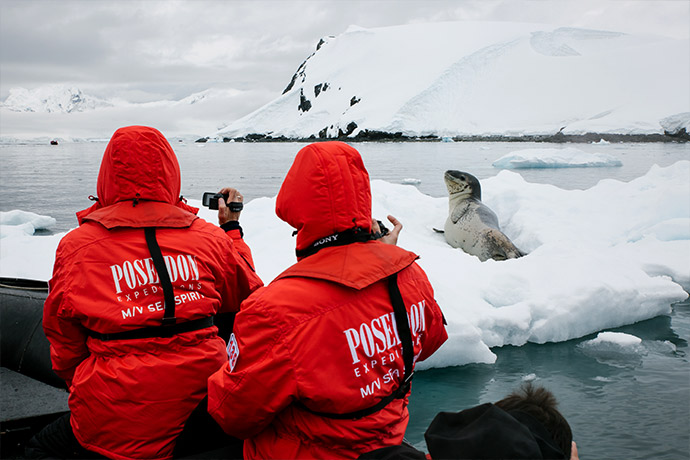 POSEIDON
EXPEDITIONS
M/V SEA SPIRIT
SONY
POSEIDON
EXPEDITIONS
M/V SEA SPIRIT